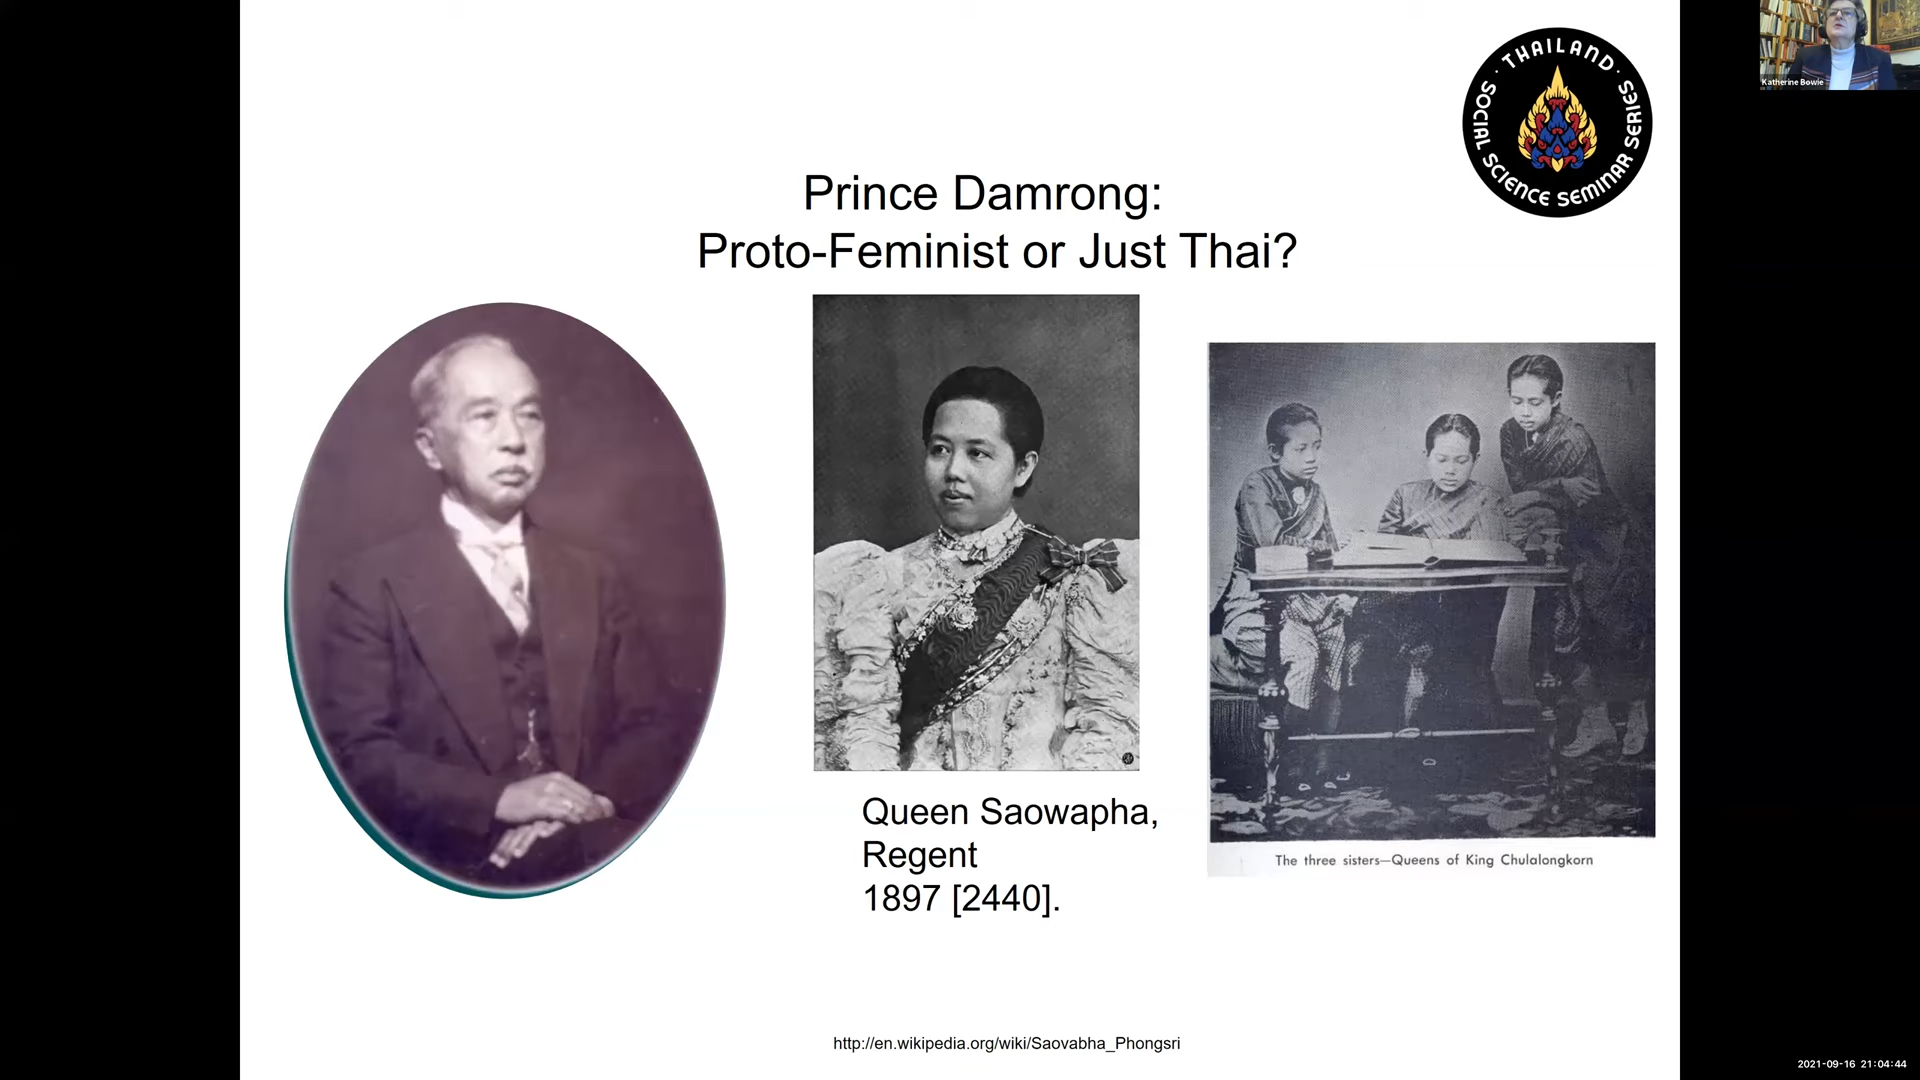 · THAILAND ·
SOCIAL SCIENCE SEMINAR SERIES
Katherine Bowie
Prince Damrong:
Proto-Feminist or Just Thai?
Queen Saowapha,
Regent
1897 [2440].
The three sisters—Queens of King Chulalongkorn
http://en.wikipedia.org/wiki/Saovabha_Phongsri
2021-09-16 21:04:44